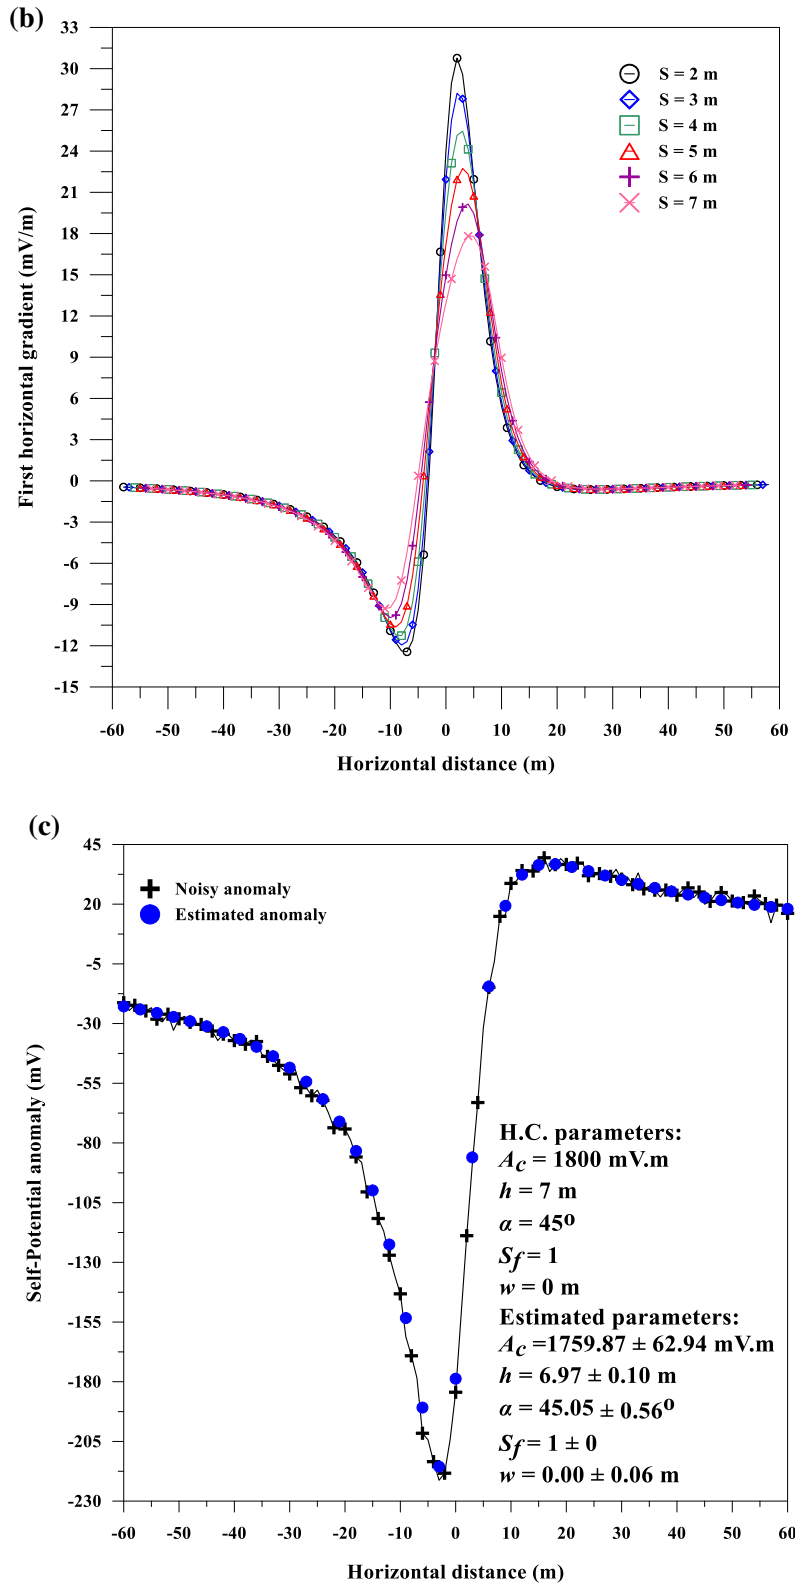 (b)
33
30
27
24
21
18
15
12
9
6
3
0
-3
-6
-9
-12
-15
First horizontal gradient (mV/m)
S = 2 m
S = 3 m
S = 4 m
S = 5 m
S = 6 m
S = 7 m
-60 -50 -40 -30 -20 -10 0 10 20 30 40 50 60
Horizontal distance (m)
(c)
45
20
-5
-30
-55
-80
-105
-130
-155
-180
-205
-230
Self-Potential anomaly (mV)
Noisy anomaly
Estimated anomaly
H.C. parameters:
Ac = 1800 mV.m
h = 7 m
α = 45º
Sf = 1
w = 0 m
Estimated parameters:
Ac =1759.87 ± 62.94 mV.m
h = 6.97 ± 0.10 m
α = 45.05 ± 0.56º
Sf = 1 ± 0
w = 0.00 ± 0.06 m
-60 -50 -40 -30 -20 -10 0 10 20 30 40 50 60
Horizontal distance (m)